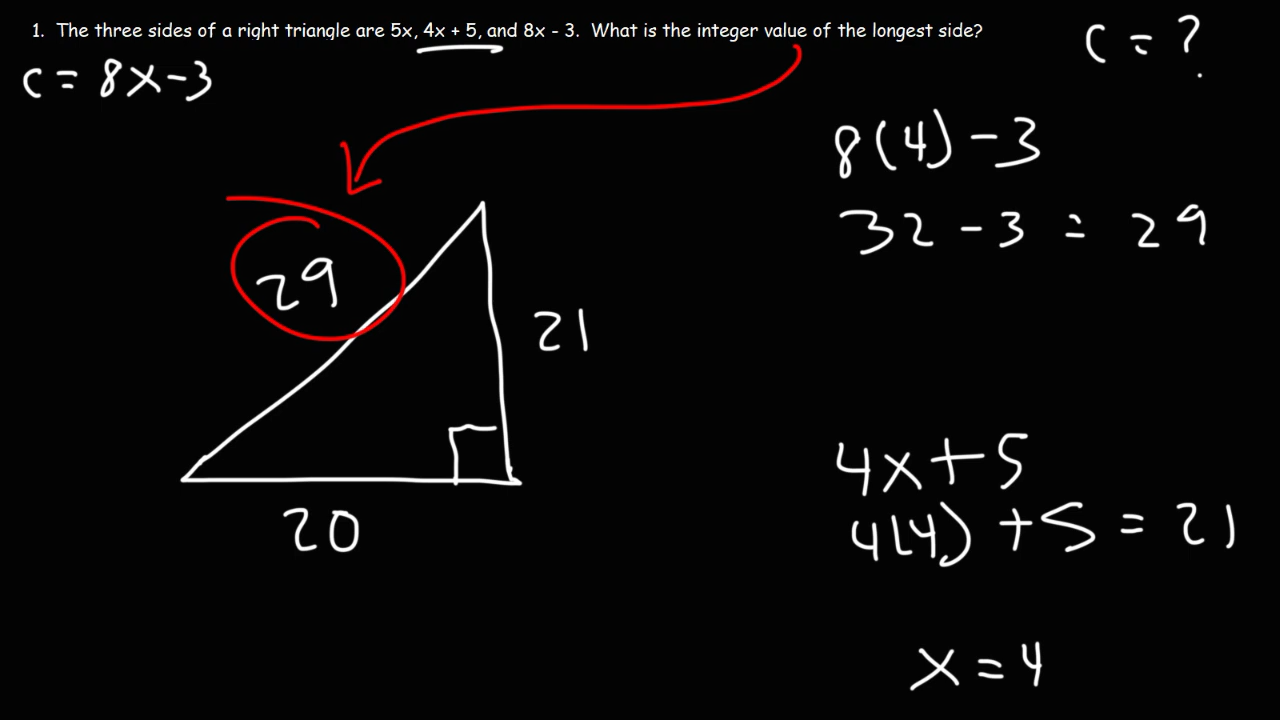 1. The three sides of a right triangle are 5x, 4x + 5, and 8x - 3. What is the integer value of the longest side?
c = ?
c = 8x-3
8(4) - 3
32 - 3 = 29
29
21
20
4x+5
4(4) + 5 = 21
x = 4